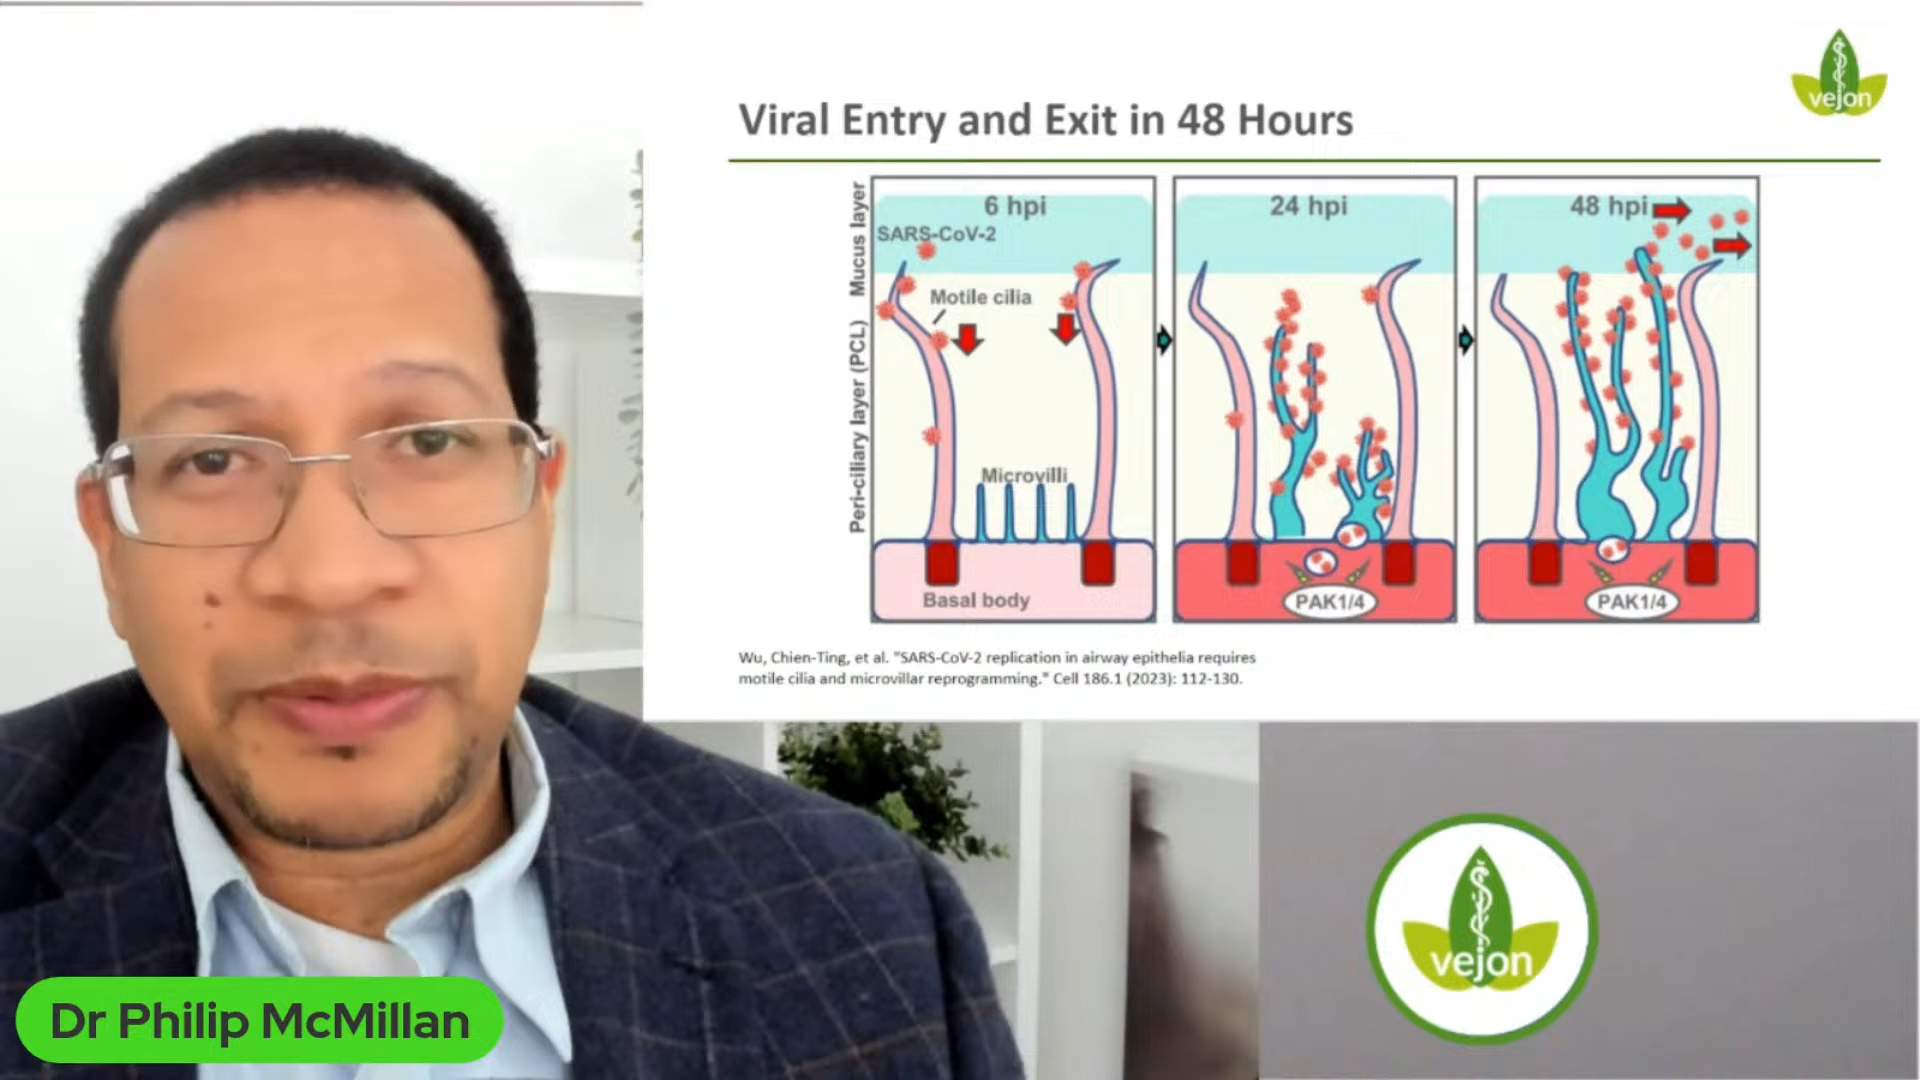 vejon
Viral Entry and Exit in 48 Hours
Mucus layer
Peri-ciliary layer (PCL)
6 hpi
SARS-CoV-2
Motile cilia
Microvilli
Basal body
24 hpi
PAK1/4
48 hpi
PAK1/4
Wu, Chien-Ting, et al. "SARS-CoV-2 replication in airway epithelia requires
motile cilia and microvillar reprogramming." Cell 186.1 (2023): 112-130.
vejon
Dr Philip McMillan